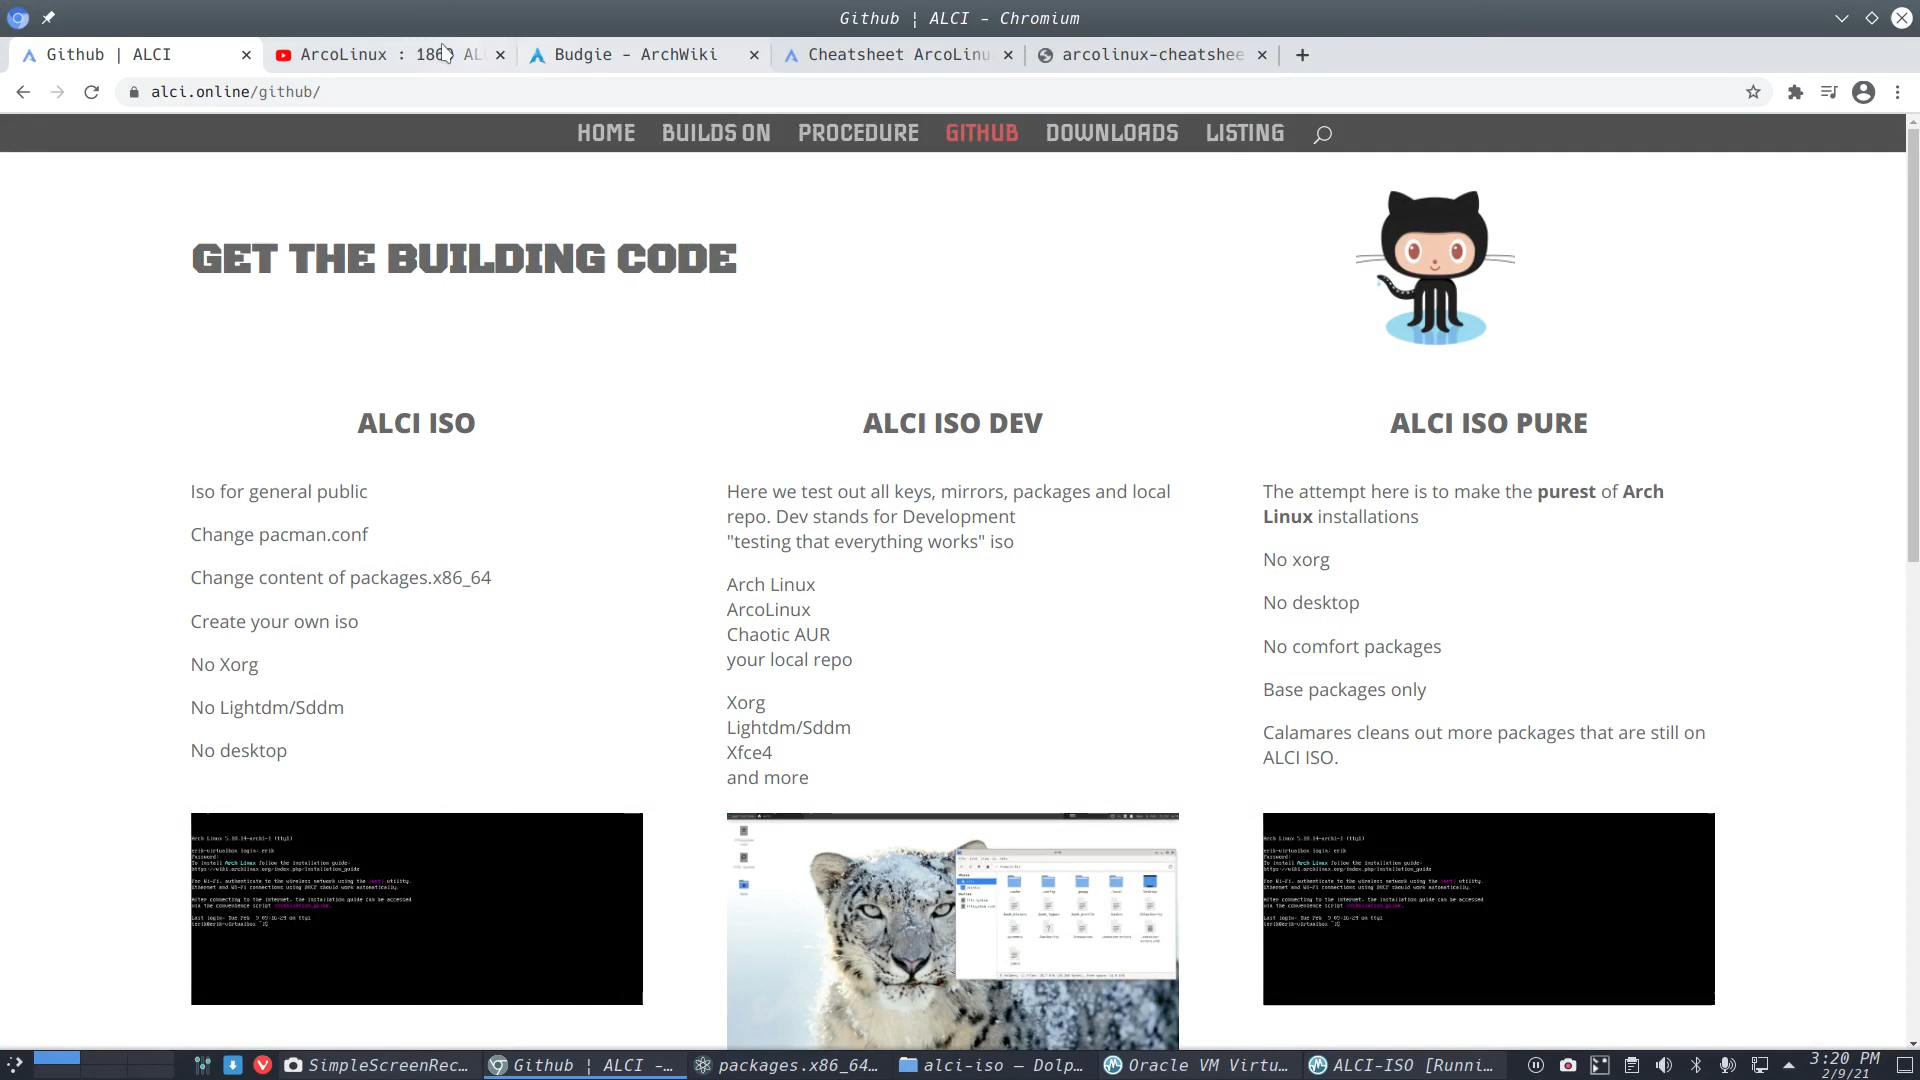 Github | ALCI – Chromium
Github | ALCI
ArcoLinux : 186
Budgie – ArchWiki
Cheatsheet ArcoLinu
arcolinux-cheatshee
alci.online/github/
HOME BUILDS ON PROCEDURE GITHUB DOWNLOADS LISTING
GET THE BUILDING CODE
ALCI ISO
Iso for general public
Change pacman.conf
Change content of packages.x86_64
Create your own iso
No Xorg
No Lightdm/Sddm
No desktop
ALCI ISO DEV
Here we test out all keys, mirrors, packages and local
repo. Dev stands for Development
"testing that everything works" iso
Arch Linux
ArcoLinux
Chaotic AUR
your local repo
Xorg
Lightdm/Sddm
Xfce4
and more
ALCI ISO PURE
The attempt here is to make the purest of Arch
Linux installations
No xorg
No desktop
No comfort packages
Base packages only
Calamares cleans out more packages that are still on
ALCI ISO.
SimpleScreenRec…
Github | ALCI –…
packages.x86_64…
alci-iso — Dolp…
Oracle VM Virtu…
ALCI-ISO [Runni…
3:20 PM
2/9/21